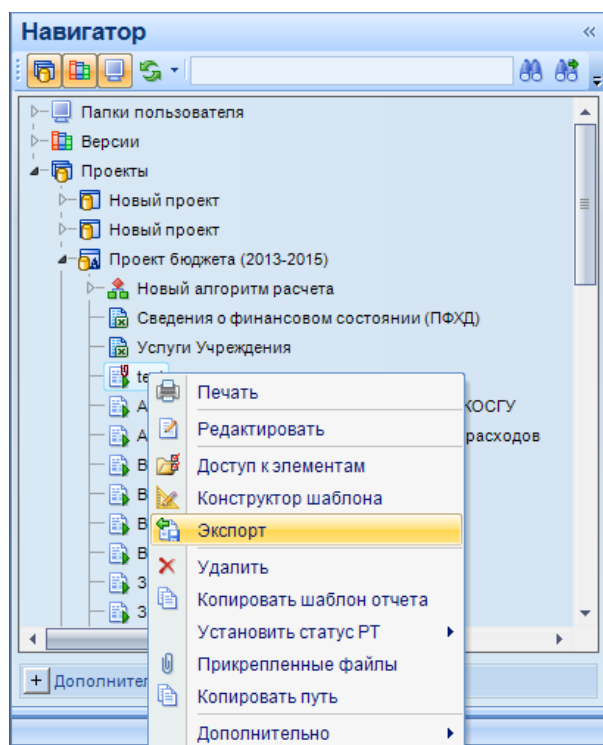 Навигатор
Папки пользователя
Версии
Проекты
Новый проект
Новый проект
Проект бюджета (2013-2015)
Новый алгоритм расчета
Сведения о финансовом состоянии (ПФХД)
Услуги Учреждения
te
Печать
А КОСГУ
Редактировать
А расходов
Доступ к элементам
В
Конструктор шаблона
В
Экспорт
В
В
Удалить
З
Копировать шаблон отчета
З
Установить статус РТ
Прикрепленные файлы
+ Дополнител
Копировать путь
Дополнительно